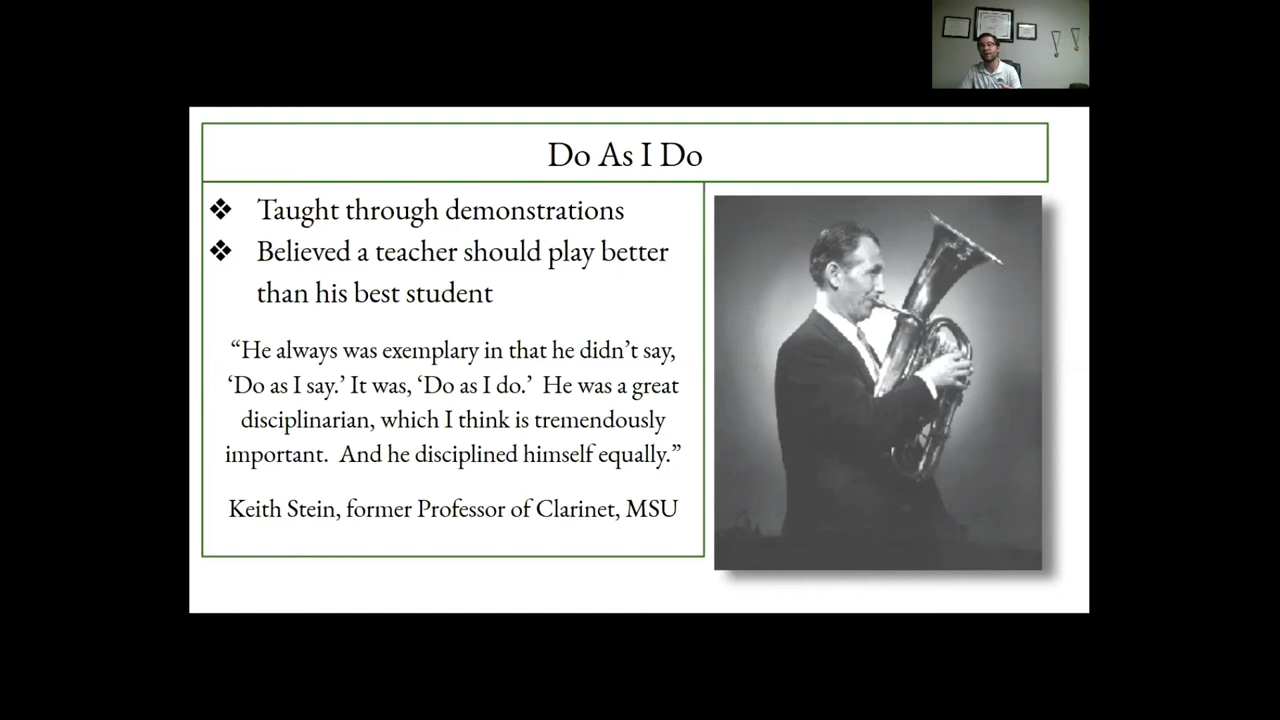 Do As I Do
❖ Taught through demonstrations
❖ Believed a teacher should play better
than his best student
“He always was exemplary in that he didn’t say,
‘Do as I say.’ It was, ‘Do as I do.’ He was a great
disciplinarian, which I think is tremendously
important. And he disciplined himself equally.”
Keith Stein, former Professor of Clarinet, MSU